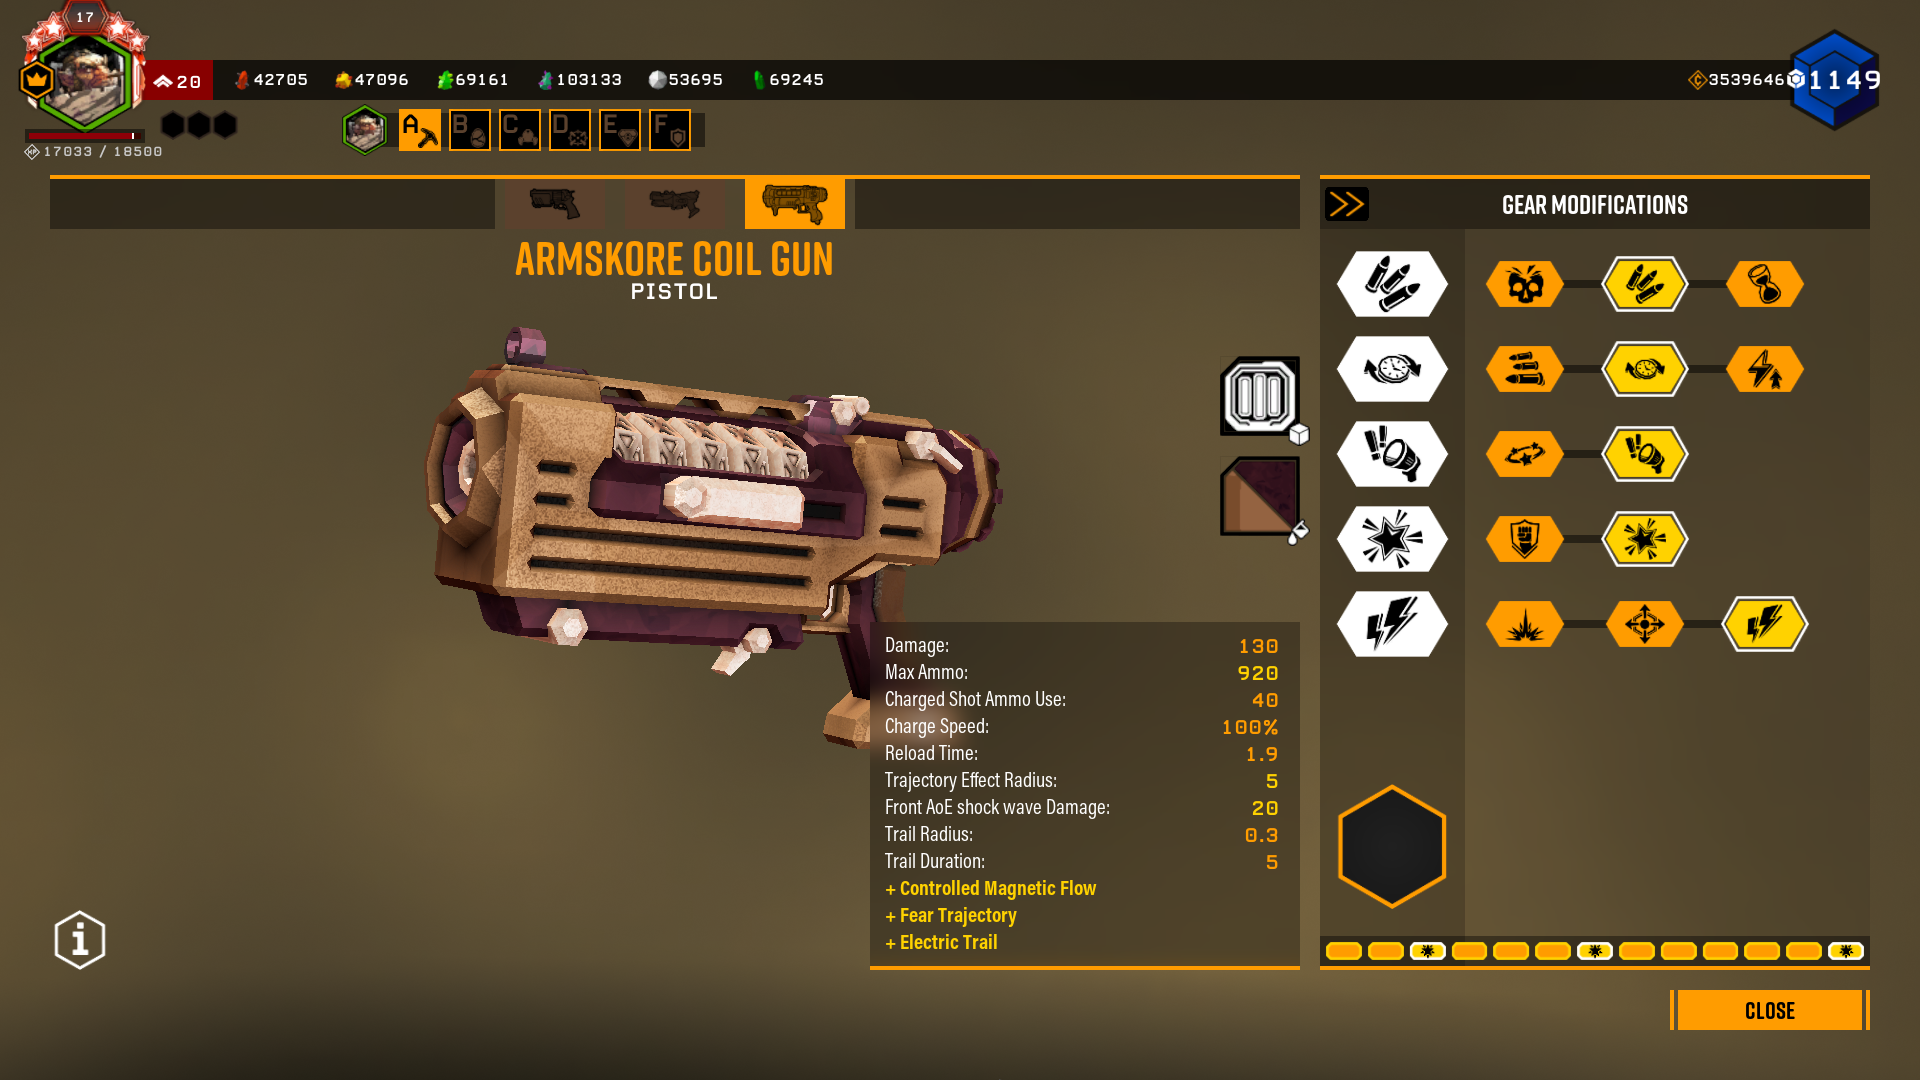 17
20
42705
47096
69161
103133
53695
69245
3539646
1149
17033 / 18500
A
B
C
D
E
F
GEAR MODIFICATIONS
ARMSKORE COIL GUN
PISTOL
Damage: 130
Max Ammo: 920
Charged Shot Ammo Use: 40
Charge Speed: 100%
Reload Time: 1.9
Trajectory Effect Radius: 5
Front AoE shock wave Damage: 20
Trail Radius: 0.3
Trail Duration: 5
+ Controlled Magnetic Flow
+ Fear Trajectory
+ Electric Trail
CLOSE